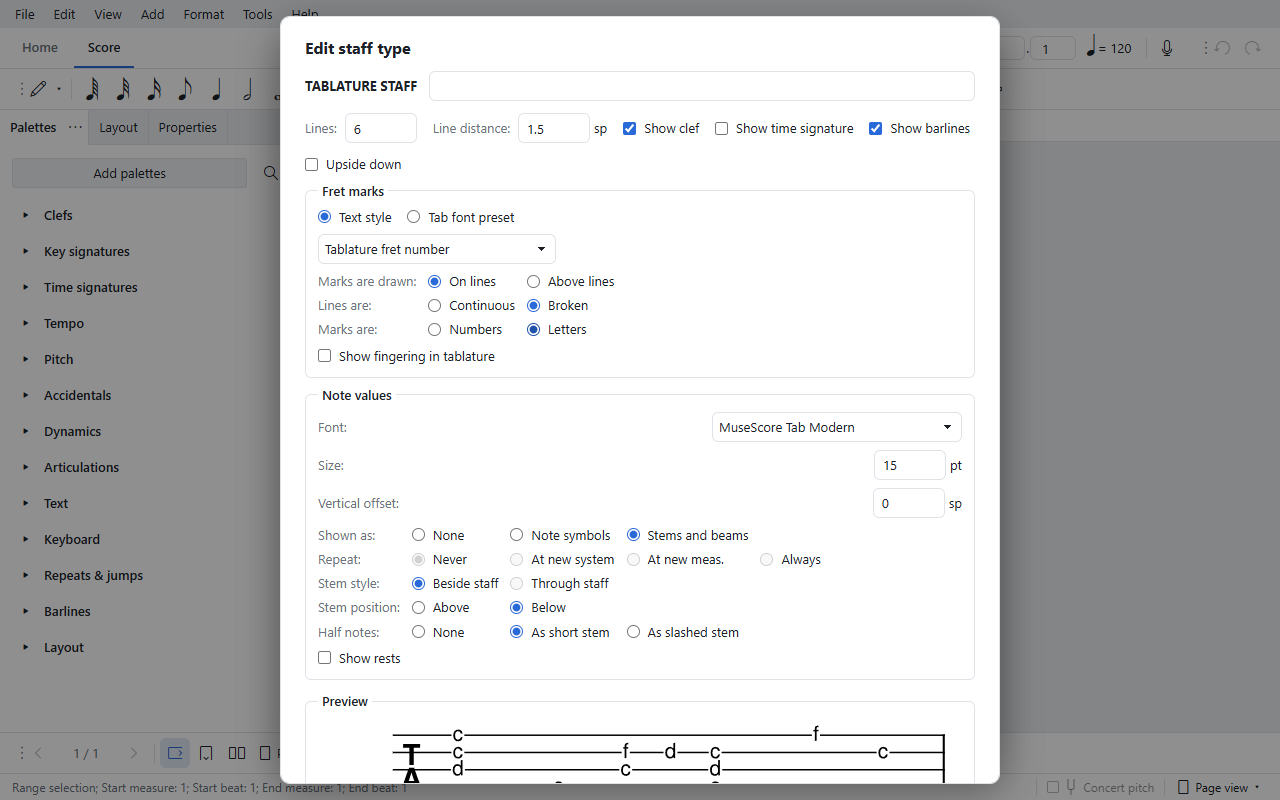 File Edit View Add Format Tools Help
Home Score
. 1 = 120
Palettes ··· Layout Properties
Add palettes
Clefs
Key signatures
Time signatures
Tempo
Pitch
Accidentals
Dynamics
Articulations
Text
Keyboard
Repeats & jumps
Barlines
Layout
Edit staff type
TABLATURE STAFF
Lines: 6 Line distance: 1.5 sp Show clef Show time signature Show barlines
Upside down
Fret marks
Text style Tab font preset
Tablature fret number
Marks are drawn: On lines Above lines
Lines are: Continuous Broken
Marks are: Numbers Letters
Show fingering in tablature
Note values
Font: MuseScore Tab Modern
Size: 15 pt
Vertical offset: 0 sp
Shown as: None Note symbols Stems and beams
Repeat: Never At new system At new meas. Always
Stem style: Beside staff Through staff
Stem position: Above Below
Half notes: None As short stem As slashed stem
Show rests
Preview
c f
T c f d c c
A d c d
1 / 1
Range selection; Start measure: 1; Start beat: 1; End measure: 1; End beat: 1
Concert pitch Page view